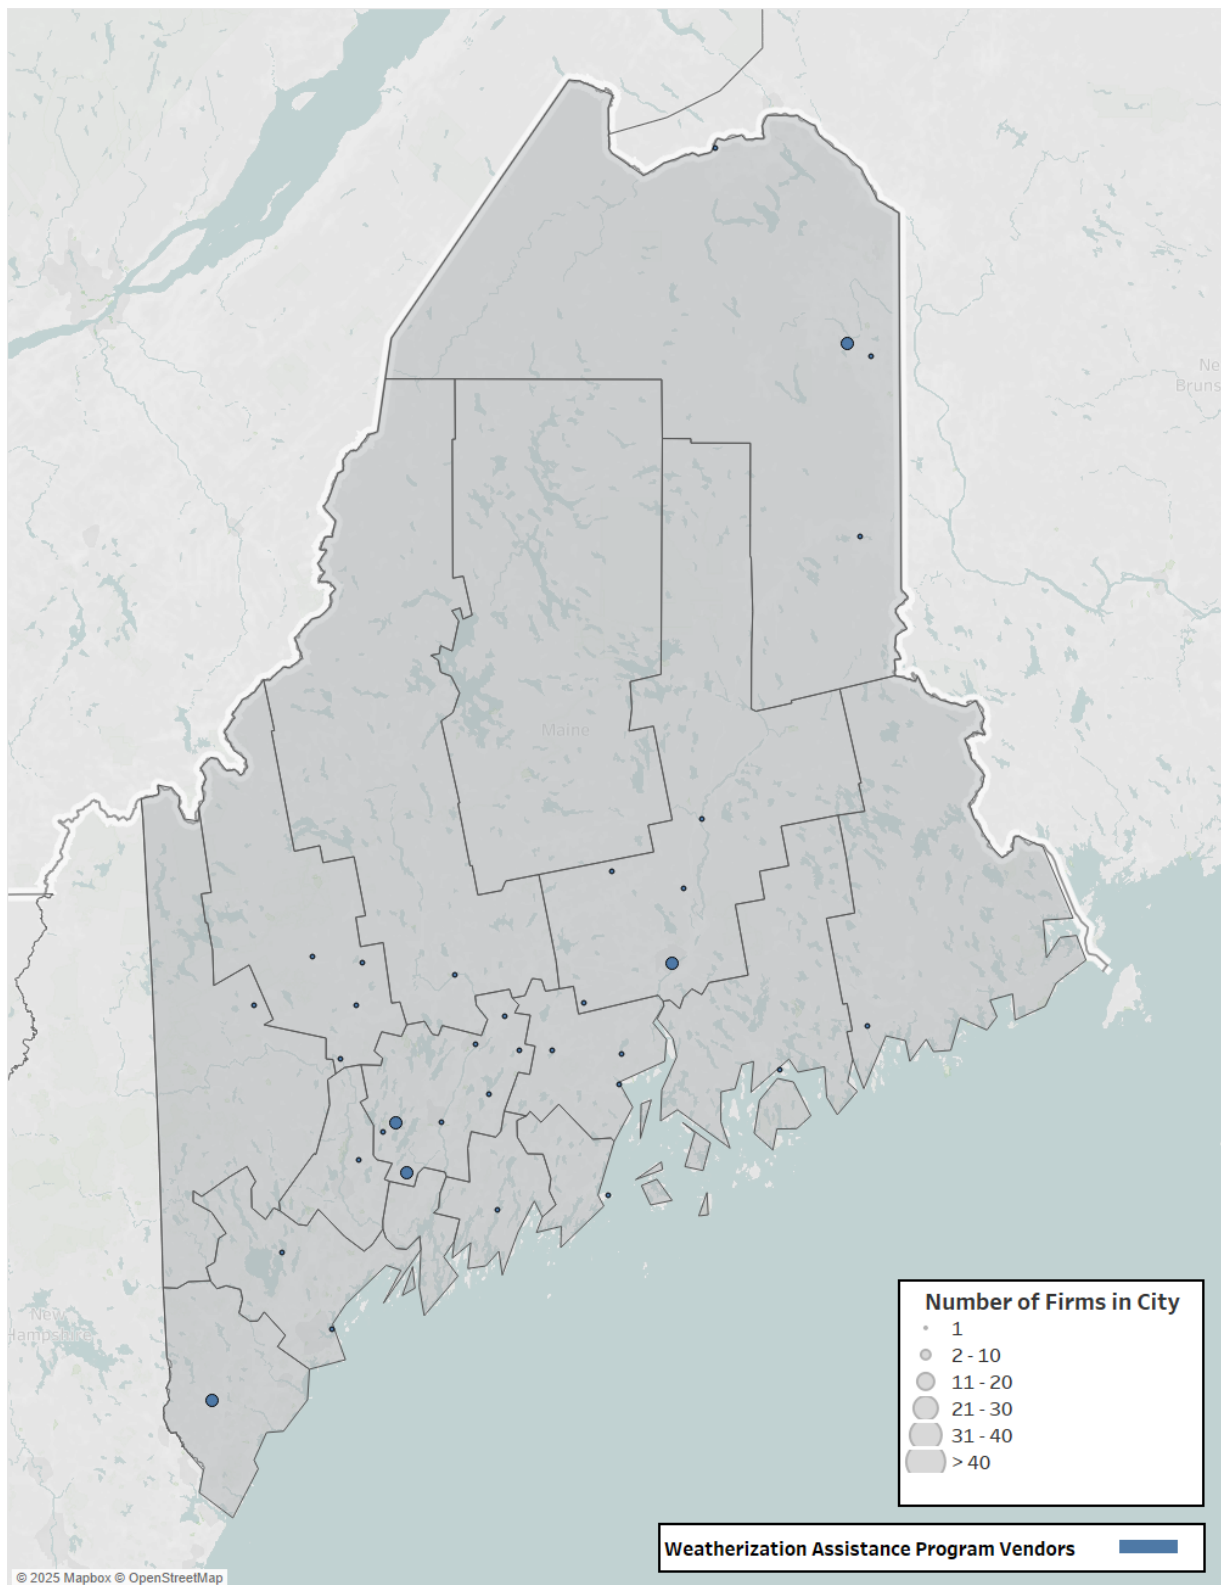 Ne
Bruns
Maine
New
Hampshire
Number of Firms in City
1
2 - 10
11 - 20
21 - 30
31 - 40
> 40
Weatherization Assistance Program Vendors
© 2025 Mapbox © OpenStreetMap